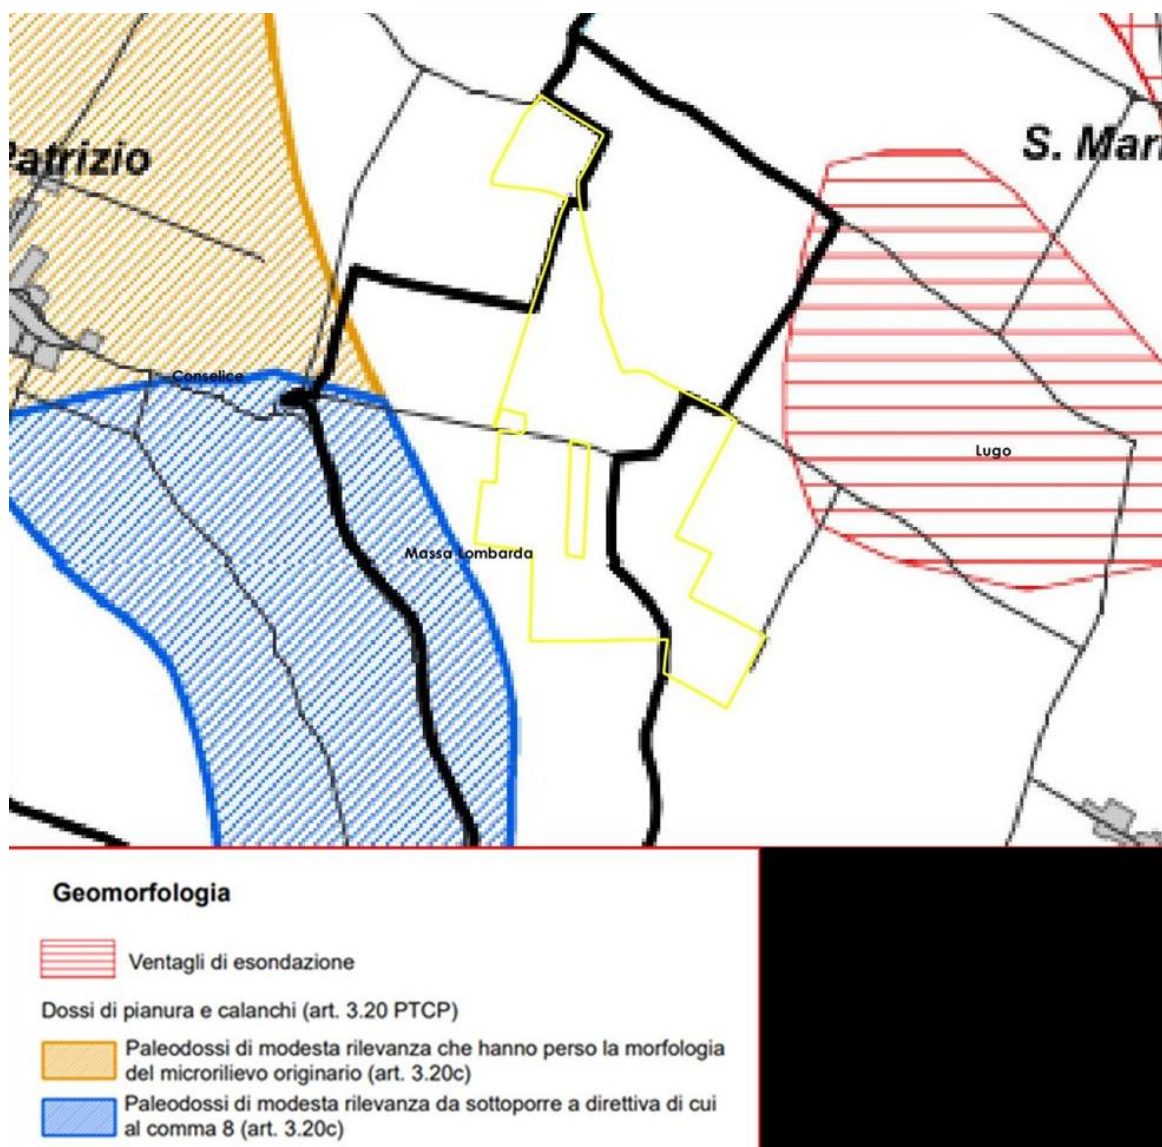 Patrizio
S. Mari
Conselice
Lugo
Massa Lombarda
Geomorfologia
Ventagli di esondazione
Dossi di pianura e calanchi (art. 3.20 PTCP)
Paleodossi di modesta rilevanza che hanno perso la morfologia
del microrilievo originario (art. 3.20c)
Paleodossi di modesta rilevanza da sottoporre a direttiva di cui
al comma 8 (art. 3.20c)